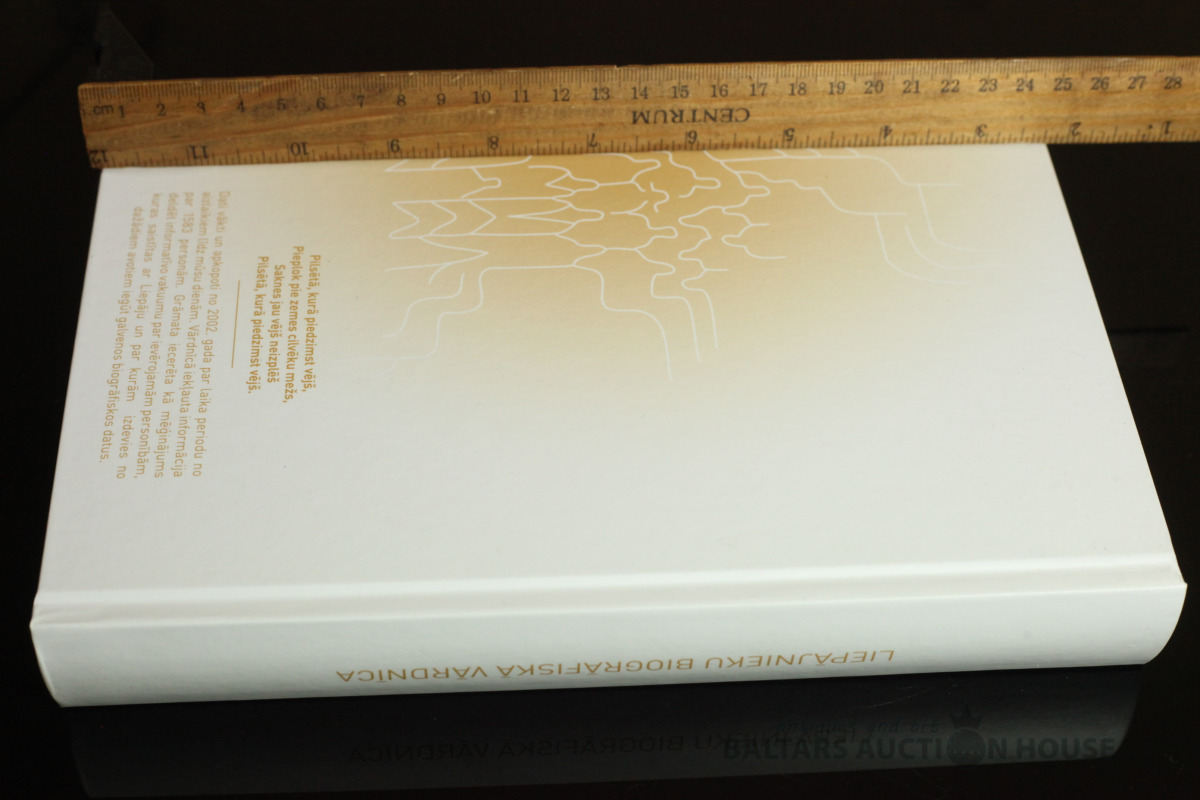 cm 1 2 3 4 5 6 7 8 9 10 11 12 13 14 15 16 17 18 19 20 21 22 23 24 25 26 27 28
CENTRUM
12 11 10 9 8 7 6 5 4 3 2 1
Pilsētā, kurā piedzimst vējš,
Pieplok pie zemes cilvēku mežs,
Saknes jau vējš neizplēš
Pilsētā, kurā piedzimst vējš.
Dati vākti un apkopoti no 2002. gada par laika periodu no
aizlaikiem līdz mūsu dienām. Vārdnīcā iekļauta informācija
par 1583 personām. Grāmata iecerēta kā mēģinājums
deldēt informatīvo vakuumu par ievērojamām personībām,
kuras saistītas ar Liepāju un par kurām izdevies no
dažādiem avotiem iegūt galvenos biogrāfiskos datus.
LIEPĀJNIEKU BIOGRĀFISKĀ VĀRDNĪCA
BALTARS AUCTION HOUSE